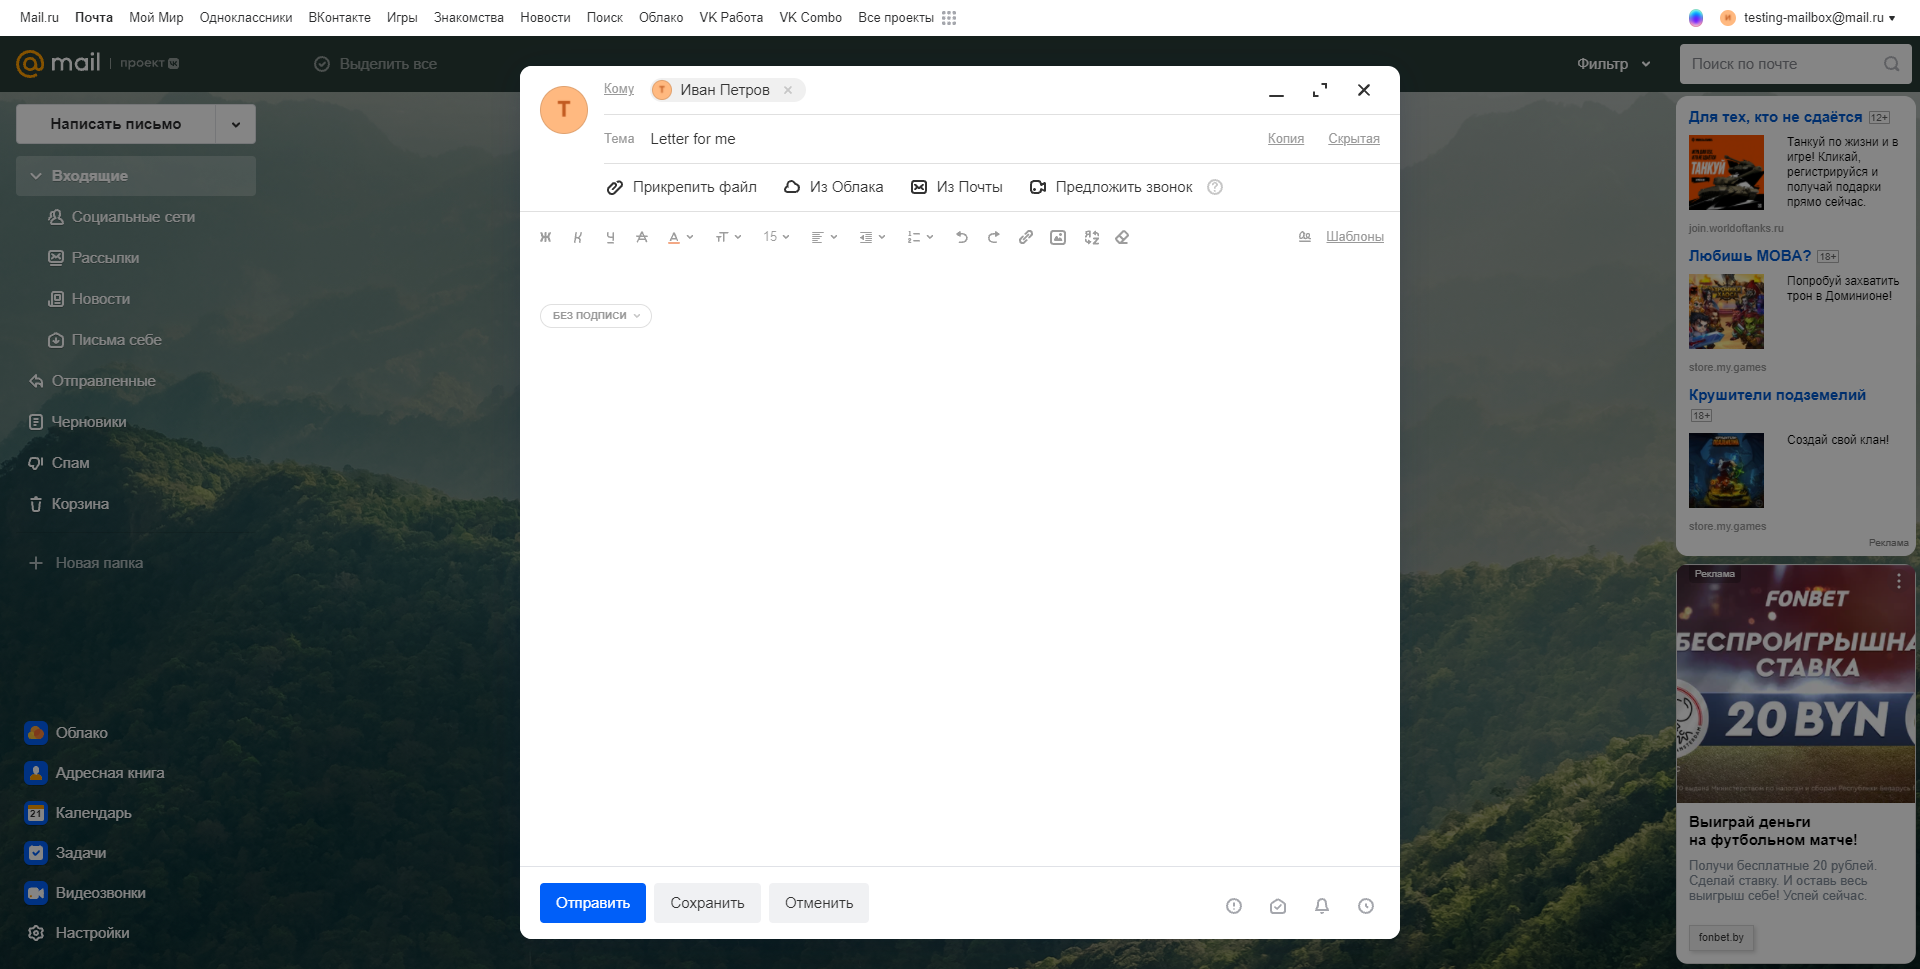 Mail.ru Почта Мой Мир Одноклассники ВКонтакте Игры Знакомства Новости Поиск Облако VK Работа VK Combo Все проекты
testing-mailbox@mail.ru
@mail | проект
Выделить все
Фильтр
Поиск по почте
Написать письмо
Входящие
Социальные сети
Рассылки
Новости
Письма себе
Отправленные
Черновики
Спам
Корзина
Новая папка
Облако
Адресная книга
21 Календарь
Задачи
Видеозвонки
Настройки
T
Кому T Иван Петров
Тема Letter for me
Копия Скрытая
Прикрепить файл Из Облака Из Почты Предложить звонок ?
Ж К Ч А А тТ 15
Шаблоны
БЕЗ ПОДПИСИ
Отправить Сохранить Отменить
Для тех, кто не сдаётся 12+
ТАНКУЙ
Танкуй по жизни и в
игре! Кликай,
регистрируйся и
получай подарки
прямо сейчас.
join.worldoftanks.ru
Любишь MOBA? 18+
Попробуй захватить
трон в Доминионе!
store.my.games
Крушители подземелий
18+
Создай свой клан!
store.my.games
Реклама
Реклама
FONBET
БЕСПРОИГРЫШНА
СТАВКА
20 BYN
Выиграй деньги
на футбольном матче!
Получи бесплатные 20 рублей.
Сделай ставку. И оставь весь
выигрыш себе! Успей сейчас.
fonbet.by